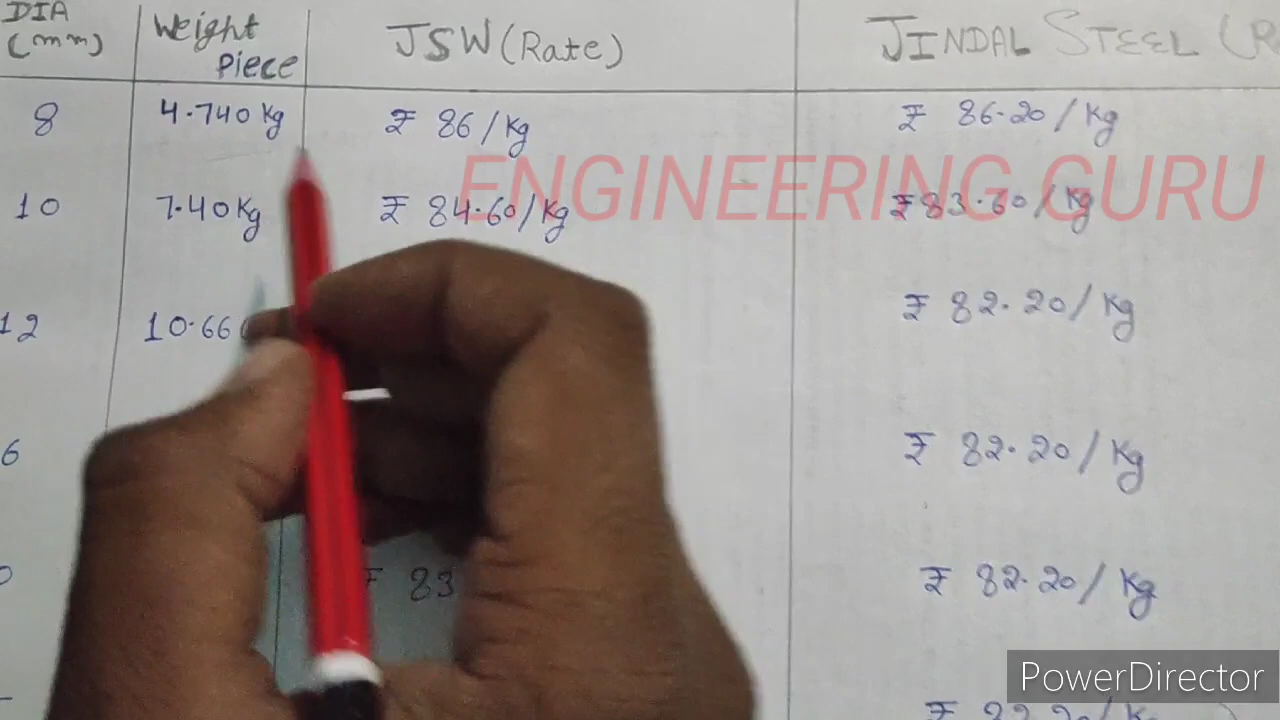 DIA
(mm)
Weight
Piece
JSW (Rate)
JINDAL STEEL (R
8
4.740 Kg
₹ 86 / Kg
₹ 86.20 / Kg
ENGINEERING GURU
10
7.40 Kg
₹ 84.60 / Kg
₹ 83.60 / Kg
12
10.66
₹ 82.20 / Kg
6
₹ 82.20 / Kg
₹ 83
₹ 82.20 / Kg
PowerDirector